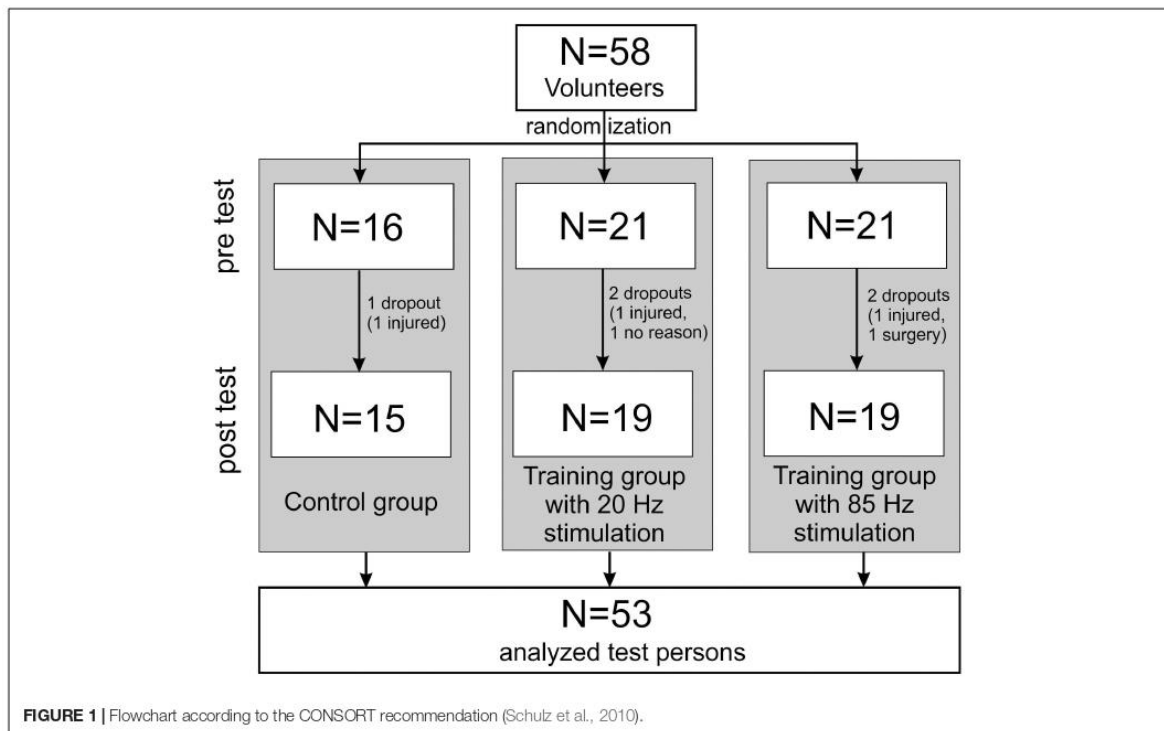 N=58
Volunteers
randomization
pre test
N=16
N=21
N=21
1 dropout
(1 injured)
2 dropouts
(1 injured,
1 no reason)
2 dropouts
(1 injured,
1 surgery)
post test
N=15
N=19
N=19
Control group
Training group
with 20 Hz
stimulation
Training group
with 85 Hz
stimulation
N=53
analyzed test persons
FIGURE 1 | Flowchart according to the CONSORT recommendation (Schulz et al., 2010).